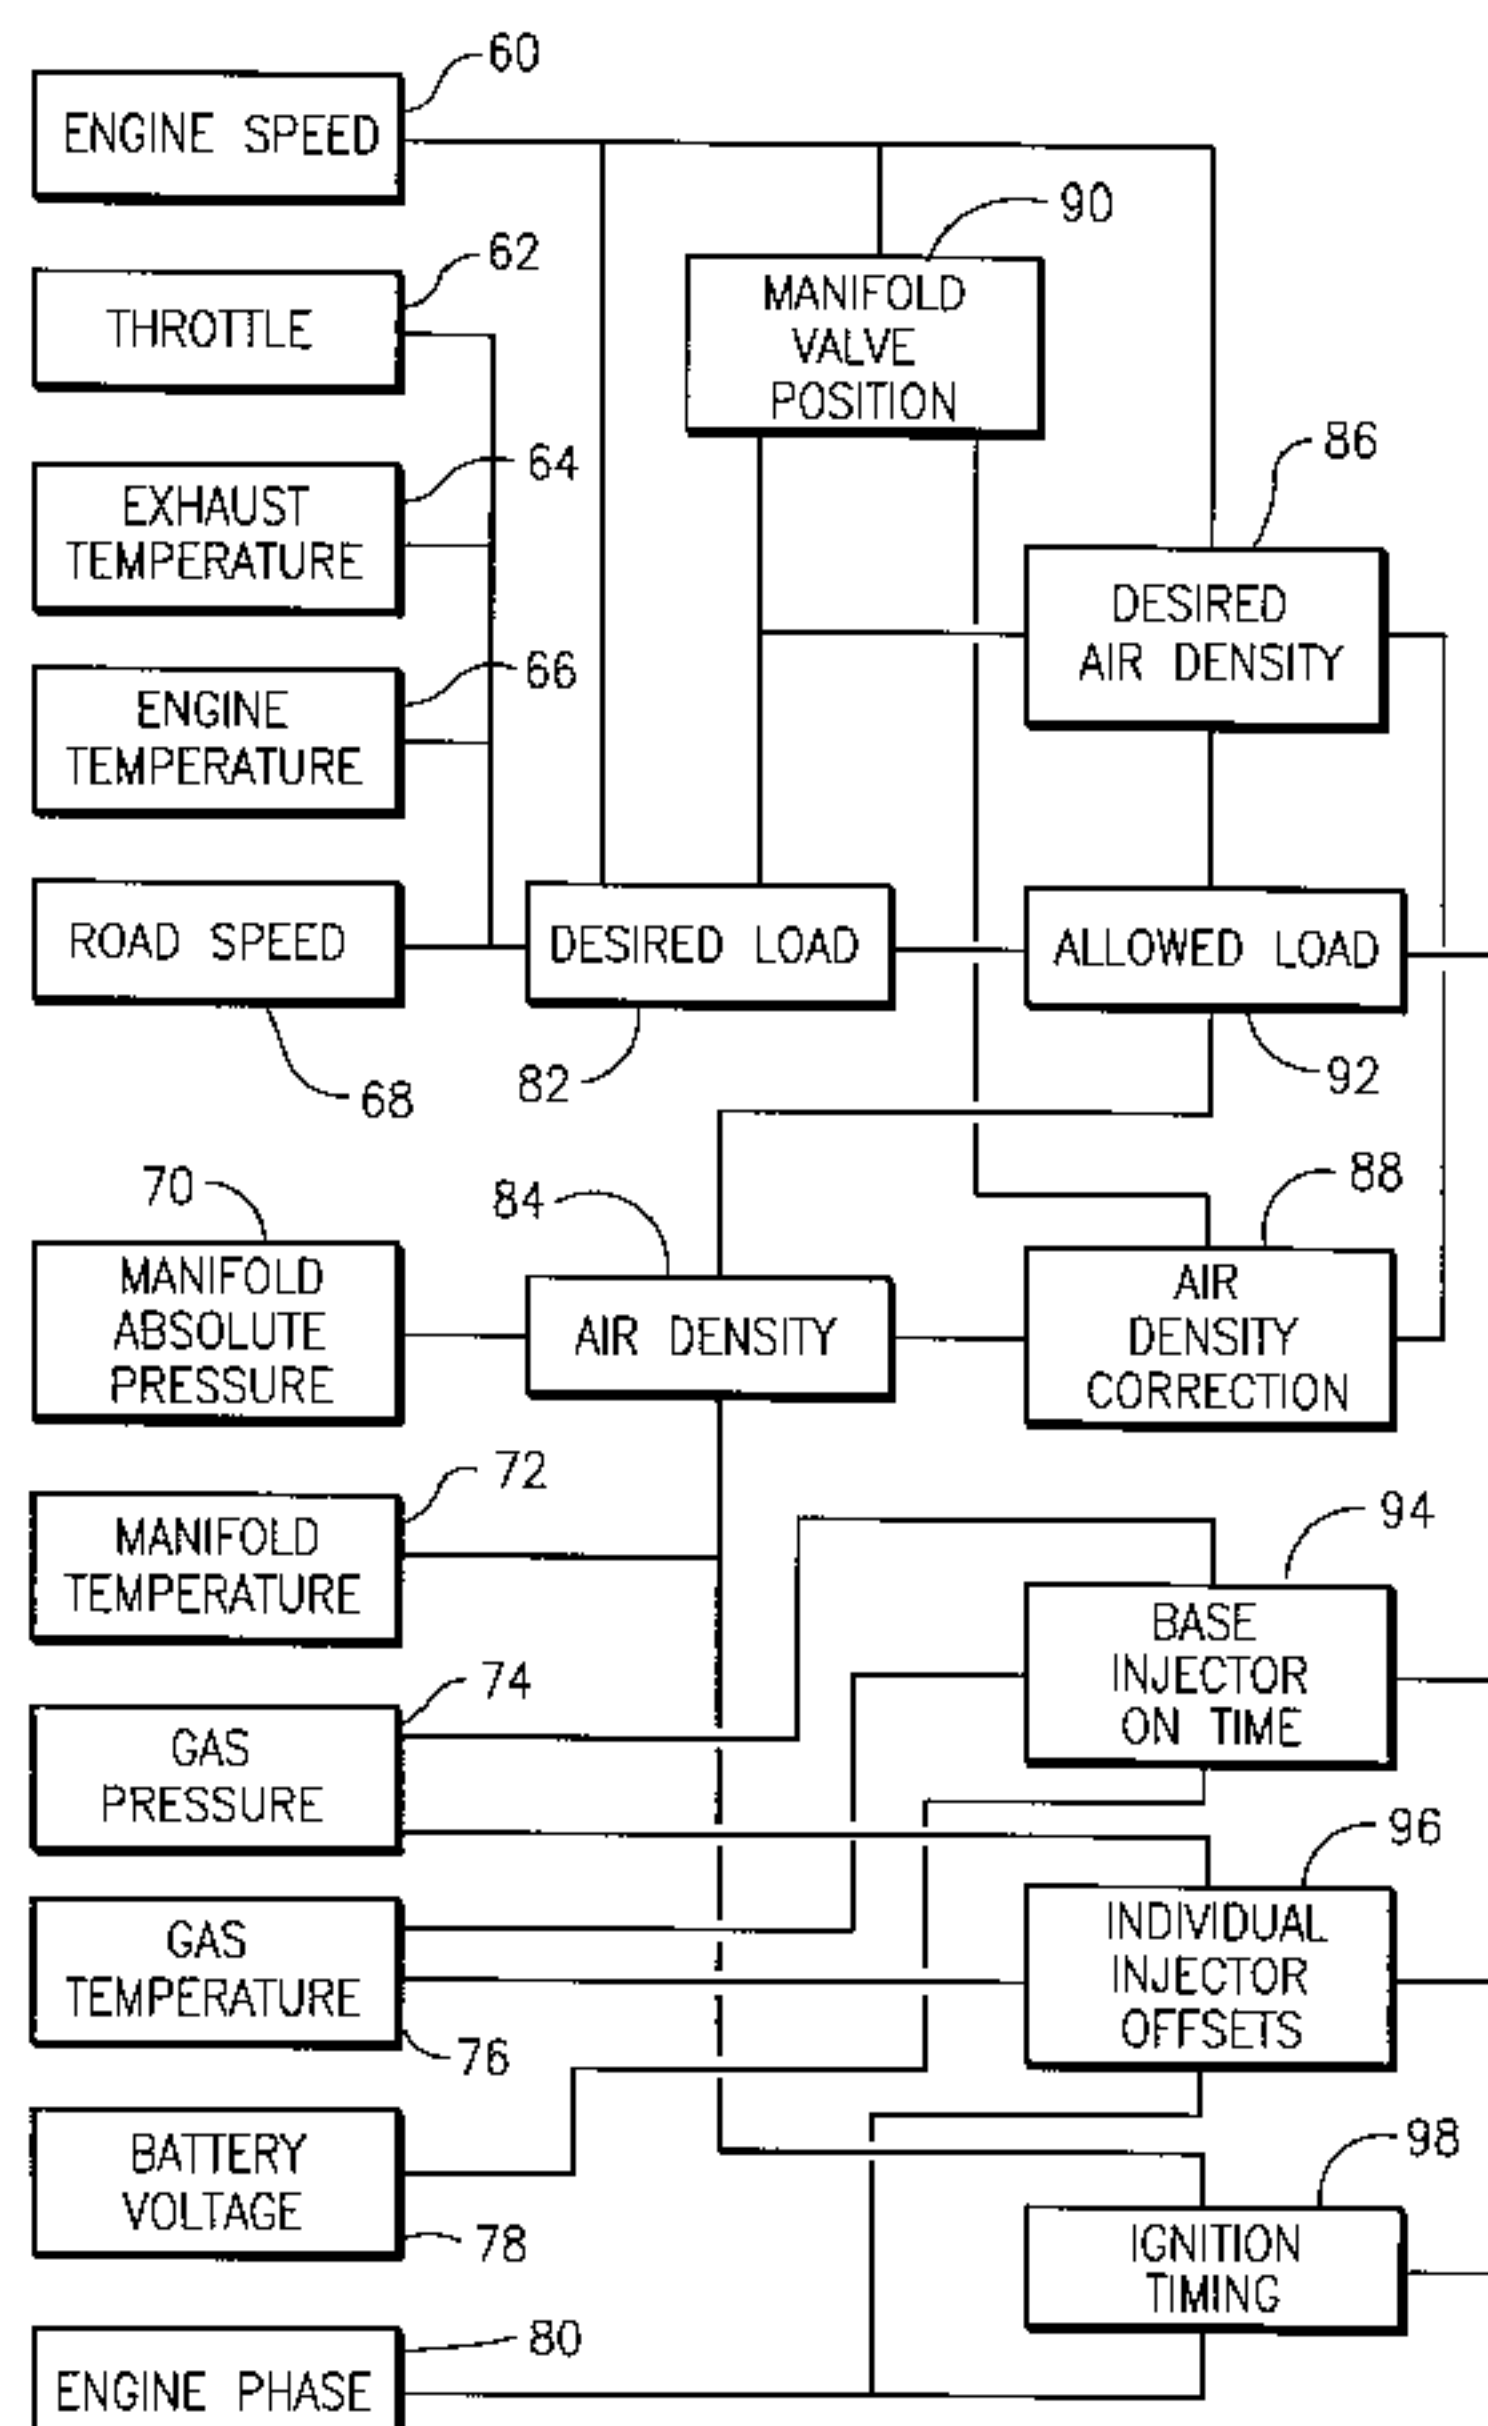 60
ENGINE SPEED
90
62
MANIFOLD
VALVE
POSITION
THROTTLE
86
64
EXHAUST
TEMPERATURE
DESIRED
AIR DENSITY
66
ENGINE
TEMPERATURE
ROAD SPEED
DESIRED LOAD
ALLOWED LOAD
82
92
68
70
84
88
MANIFOLD
ABSOLUTE
PRESSURE
AIR DENSITY
AIR
DENSITY
CORRECTION
72
94
MANIFOLD
TEMPERATURE
BASE
INJECTOR
ON TIME
74
GAS
PRESSURE
96
GAS
TEMPERATURE
INDIVIDUAL
INJECTOR
OFFSETS
76
BATTERY
VOLTAGE
98
78
IGNITION
TIMING
80
ENGINE PHASE